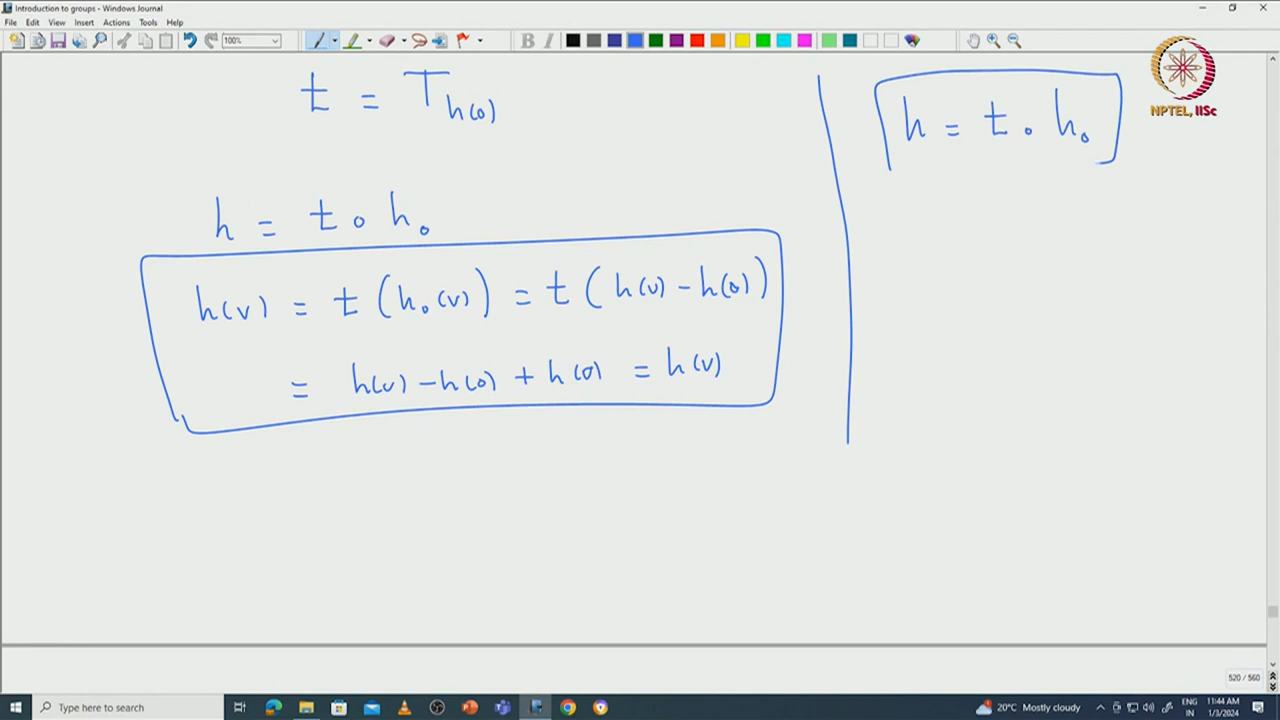 Introduction to groups - Windows Journal
File Edit View Insert Actions Tools Help
100%
B I
NPTEL, IISc
t = T_{h(0)}
h = t ∘ h₀
h = t ∘ h₀
h(v) = t (h₀(v)) = t (h(v) - h(0))
= h(v) - h(0) + h(0) = h(v)
520 / 560
Type here to search
20°C Mostly cloudy
ENG
IN
11:44 AM
1/3/2024